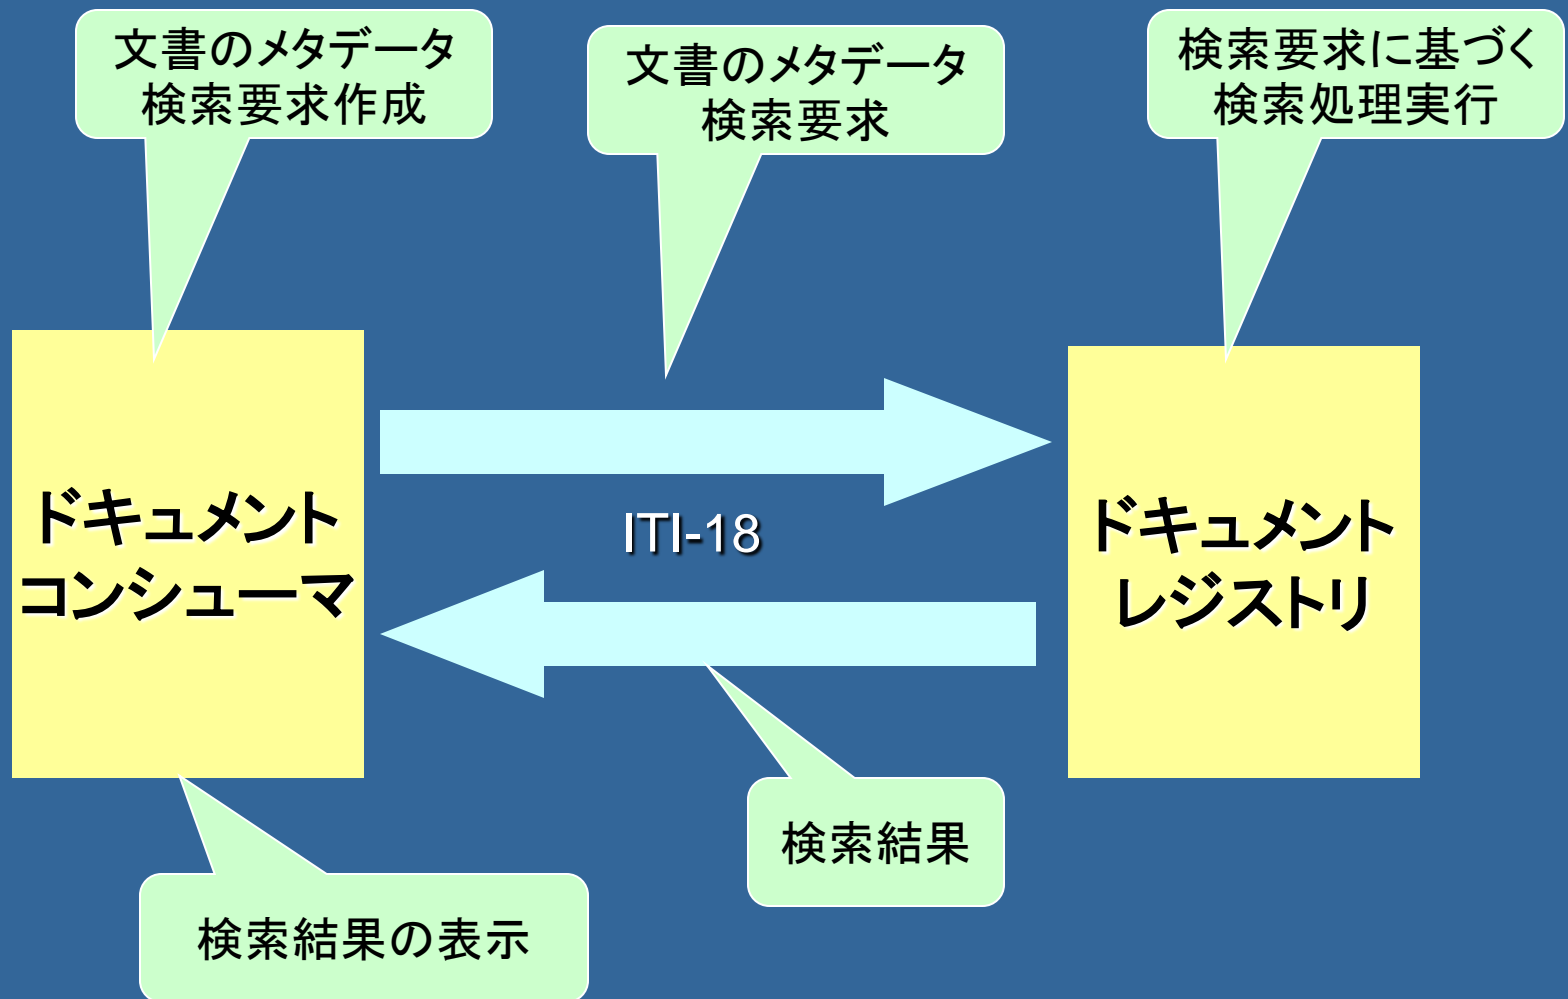 文書のメタデータ
検索要求作成
文書のメタデータ
検索要求
検索要求に基づく
検索処理実行
ドキュメント
コンシューマ
ITI-18
ドキュメント
レジストリ
検索結果
検索結果の表示